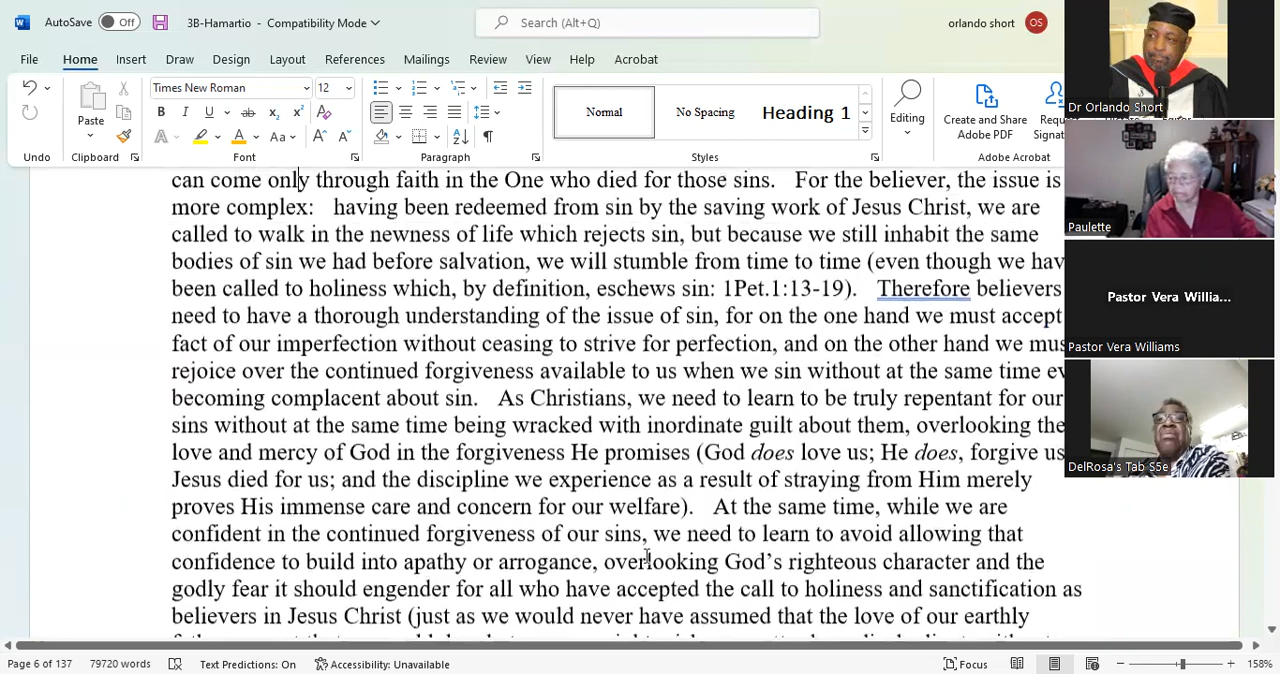 AutoSave Off 3B-Hamartio - Compatibility Mode Search (Alt+Q) orlando short OS
File Home Insert Draw Design Layout References Mailings Review View Help Acrobat
Times New Roman 12
Paste
B I U ab x₂ x²
A A Aa A A
Normal No Spacing Heading 1
Editing
Create and Share
Adobe PDF
Undo Clipboard Font Paragraph Styles Adobe Acrobat
can come only through faith in the One who died for those sins. For the believer, the issue is
more complex: having been redeemed from sin by the saving work of Jesus Christ, we are
called to walk in the newness of life which rejects sin, but because we still inhabit the same
bodies of sin we had before salvation, we will stumble from time to time (even though we hav
been called to holiness which, by definition, eschews sin: 1Pet.1:13-19). Therefore believers
need to have a thorough understanding of the issue of sin, for on the one hand we must accept
fact of our imperfection without ceasing to strive for perfection, and on the other hand we mus
rejoice over the continued forgiveness available to us when we sin without at the same time ev
becoming complacent about sin. As Christians, we need to learn to be truly repentant for our
sins without at the same time being wracked with inordinate guilt about them, overlooking the
love and mercy of God in the forgiveness He promises (God does love us; He does, forgive us
Jesus died for us; and the discipline we experience as a result of straying from Him merely
proves His immense care and concern for our welfare). At the same time, while we are
confident in the continued forgiveness of our sins, we need to learn to avoid allowing that
confidence to build into apathy or arrogance, overlooking God's righteous character and the
godly fear it should engender for all who have accepted the call to holiness and sanctification as
believers in Jesus Christ (just as we would never have assumed that the love of our earthly
Page 6 of 137 79720 words Text Predictions: On Accessibility: Unavailable Focus 158%
Dr Orlando Short
Paulette
Pastor Vera Willia...
Pastor Vera Williams
DelRosa's Tab S5e